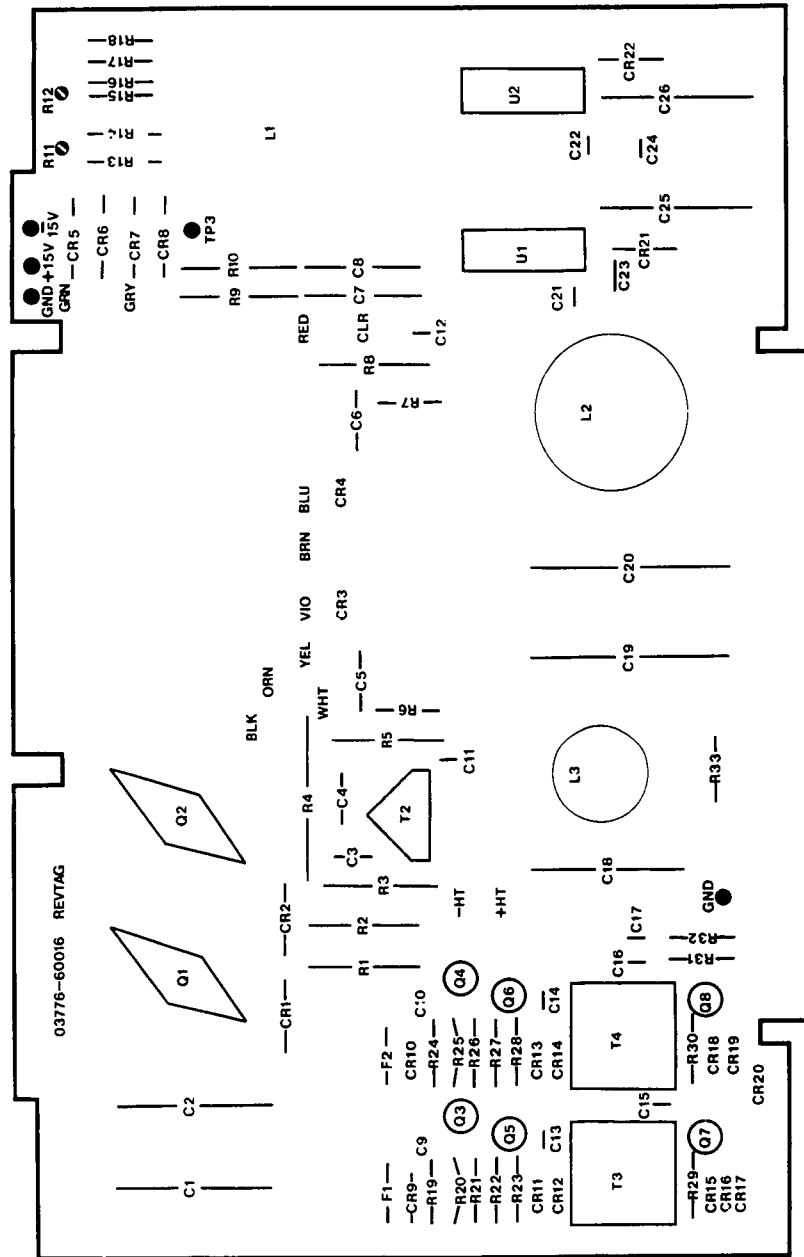 03776-60016 REVTAG
C1
C2
Q1
Q2
CR1
CR2
BLK
ORN
F1
CR9
R19
C9
R20
R21
Q3
R22
R23
Q5
CR11
CR12
C13
F2
CR10
R24
C10
R25
R26
Q4
R27
R28
Q6
CR13
CR14
C14
T3
T4
C15
R29
Q7
CR15
CR16
CR17
R30
Q8
CR18
CR19
CR20
R1
R2
R3
C3
R4
C4
T2
-HT
+HT
R5
WHT
R6
C5
C11
C16
C17
R31
R32
GND
C18
L3
R33
C19
C20
YEL
VIO
BRN
BLU
CR3
CR4
C6
R7
R8
RED
CLR
C12
L2
GND
+15V
15V
GRN
CR5
CR6
GRY
CR7
CR8
TP3
R9
R10
C7
C8
R11
R12
R13
R14
R15
R16
R17
R18
L1
C21
U1
C23
CR21
C25
C22
U2
C24
C26
CR22